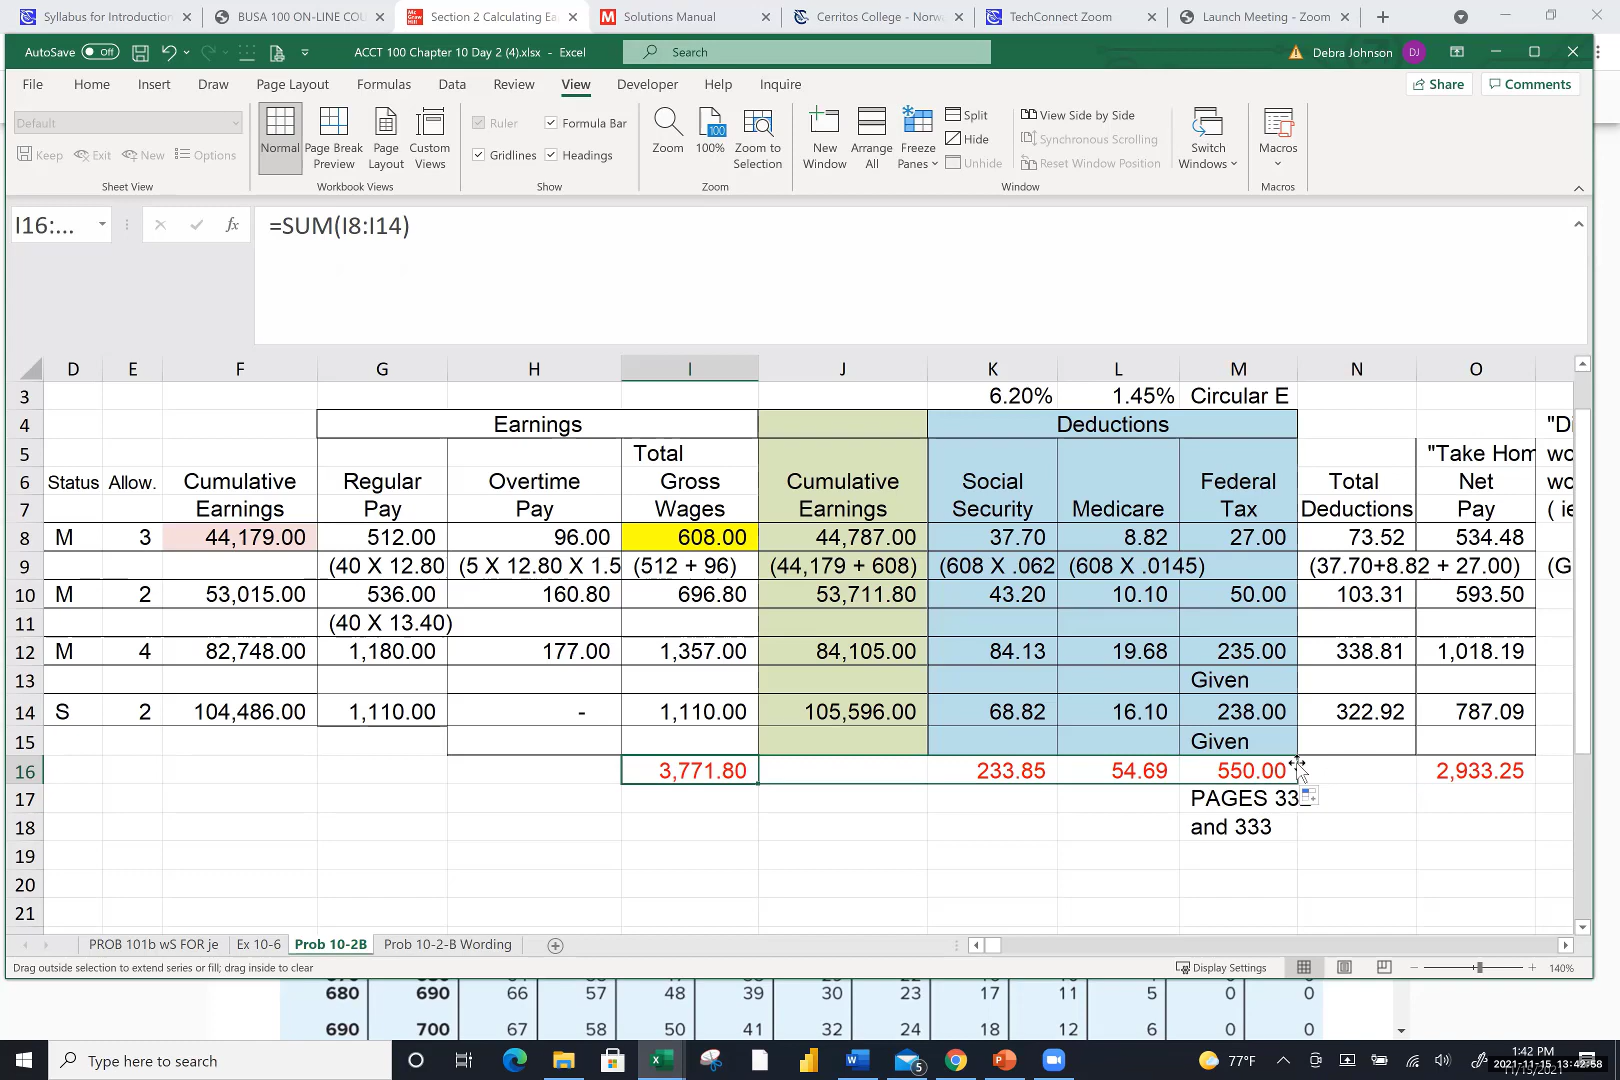 Syllabus for Introduction
BUSA 100 ON-LINE COU
Section 2 Calculating Ea
Solutions Manual
Cerritos College - Norw
TechConnect Zoom
Launch Meeting - Zoom
AutoSave Off
ACCT 100 Chapter 10 Day 2 (4).xlsx - Excel
Search
Debra Johnson DJ
File Home Insert Draw Page Layout Formulas Data Review View Developer Help Inquire
Share Comments
Default
Keep Exit New Options
Sheet View
Normal
Page Break Preview
Page Layout
Custom Views
Workbook Views
Ruler Formula Bar
Gridlines Headings
Show
Zoom
100%
Zoom to Selection
Zoom
New Window
Arrange All
Freeze Panes
Split
Hide
Unhide
View Side by Side
Synchronous Scrolling
Reset Window Position
Window
Switch Windows
Macros
Macros
I16:... fx =SUM(I8:I14)
D E F G H I J K L M N O
3 6.20% 1.45% Circular E
4 Earnings Deductions "Di
5 Total "Take Hom wo
6 Status Allow. Cumulative Regular Overtime Gross Cumulative Social Federal Total Net wo
7 Earnings Pay Pay Wages Earnings Security Medicare Tax Deductions Pay ( ie
8 M 3 44,179.00 512.00 96.00 608.00 44,787.00 37.70 8.82 27.00 73.52 534.48
9 (40 X 12.80 (5 X 12.80 X 1.5 (512 + 96) (44,179 + 608) (608 X .062 (608 X .0145) (37.70+8.82 + 27.00) (G
10 M 2 53,015.00 536.00 160.80 696.80 53,711.80 43.20 10.10 50.00 103.31 593.50
11 (40 X 13.40)
12 M 4 82,748.00 1,180.00 177.00 1,357.00 84,105.00 84.13 19.68 235.00 338.81 1,018.19
13 Given
14 S 2 104,486.00 1,110.00 - 1,110.00 105,596.00 68.82 16.10 238.00 322.92 787.09
15 Given
16 3,771.80 233.85 54.69 550.00 2,933.25
17 PAGES 33
18 and 333
19
20
21
PROB 101b wS FOR je Ex 10-6 Prob 10-2B Prob 10-2-B Wording
Drag outside selection to extend series or fill; drag inside to clear
Display Settings
140%
680 690 66 57 48 39 30 23 17 11 5 0 0
690 700 67 58 50 41 32 24 18 12 6 0 0
Type here to search
5
77°F
1:42 PM
2021-11-15 13:42:58